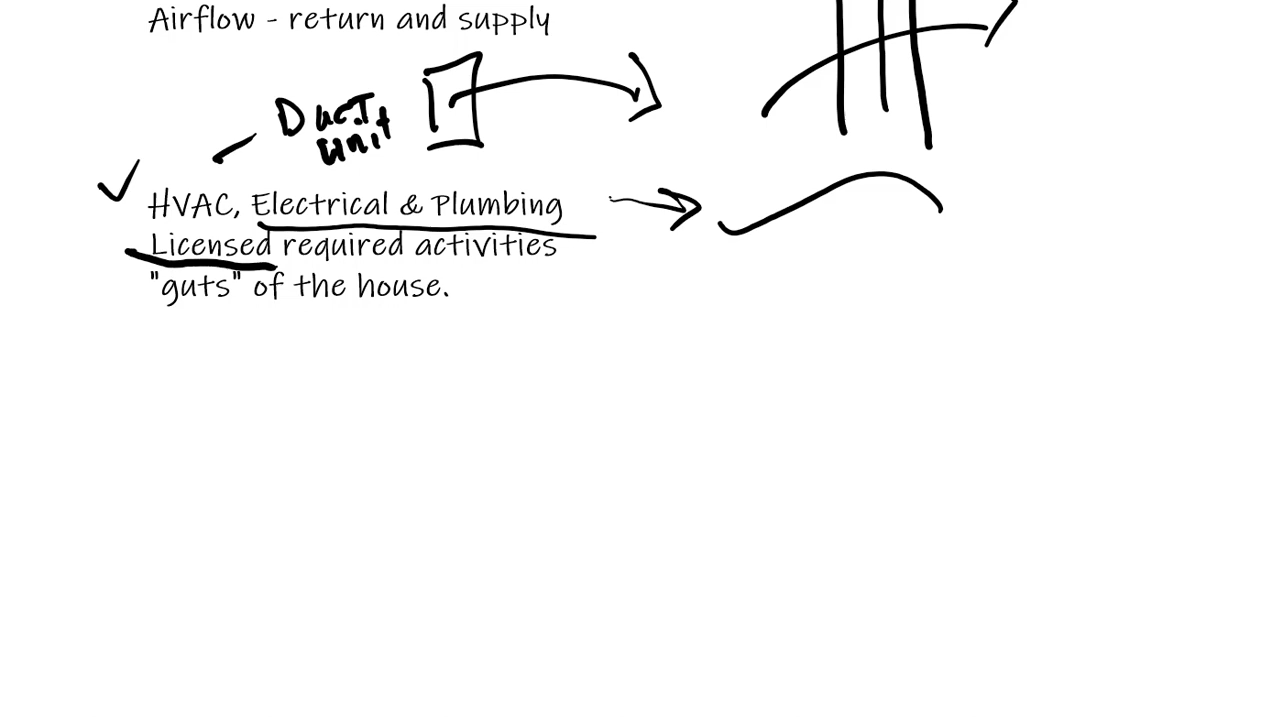 Airflow - return and supply
Duct
unit
HVAC, Electrical & Plumbing
Licensed required activities
"guts" of the house.